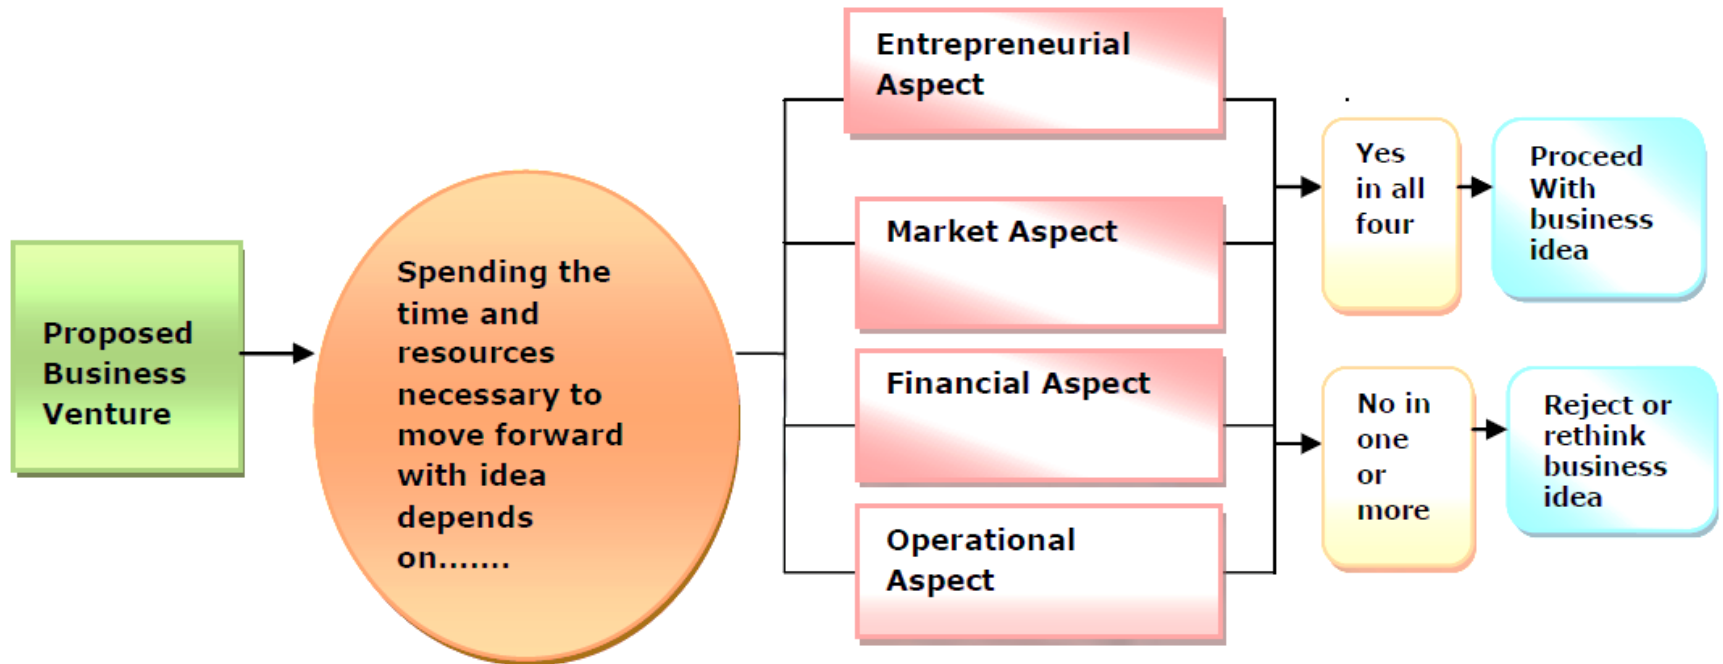 Proposed
Business
Venture
Spending the
time and
resources
necessary to
move forward
with idea
depends
on.......
Entrepreneurial
Aspect
Market Aspect
Financial Aspect
Operational
Aspect
Yes
in all
four
Proceed
With
business
idea
No in
one
or
more
Reject or
rethink
business
idea